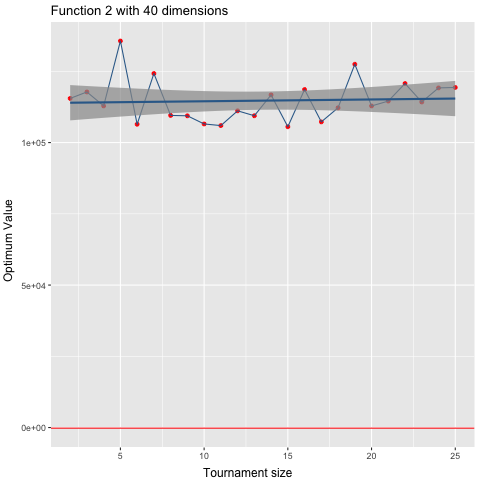 Function 2 with 40 dimensions
Optimum Value
1e+05
5e+04
0e+00
5
10
15
20
25
Tournament size